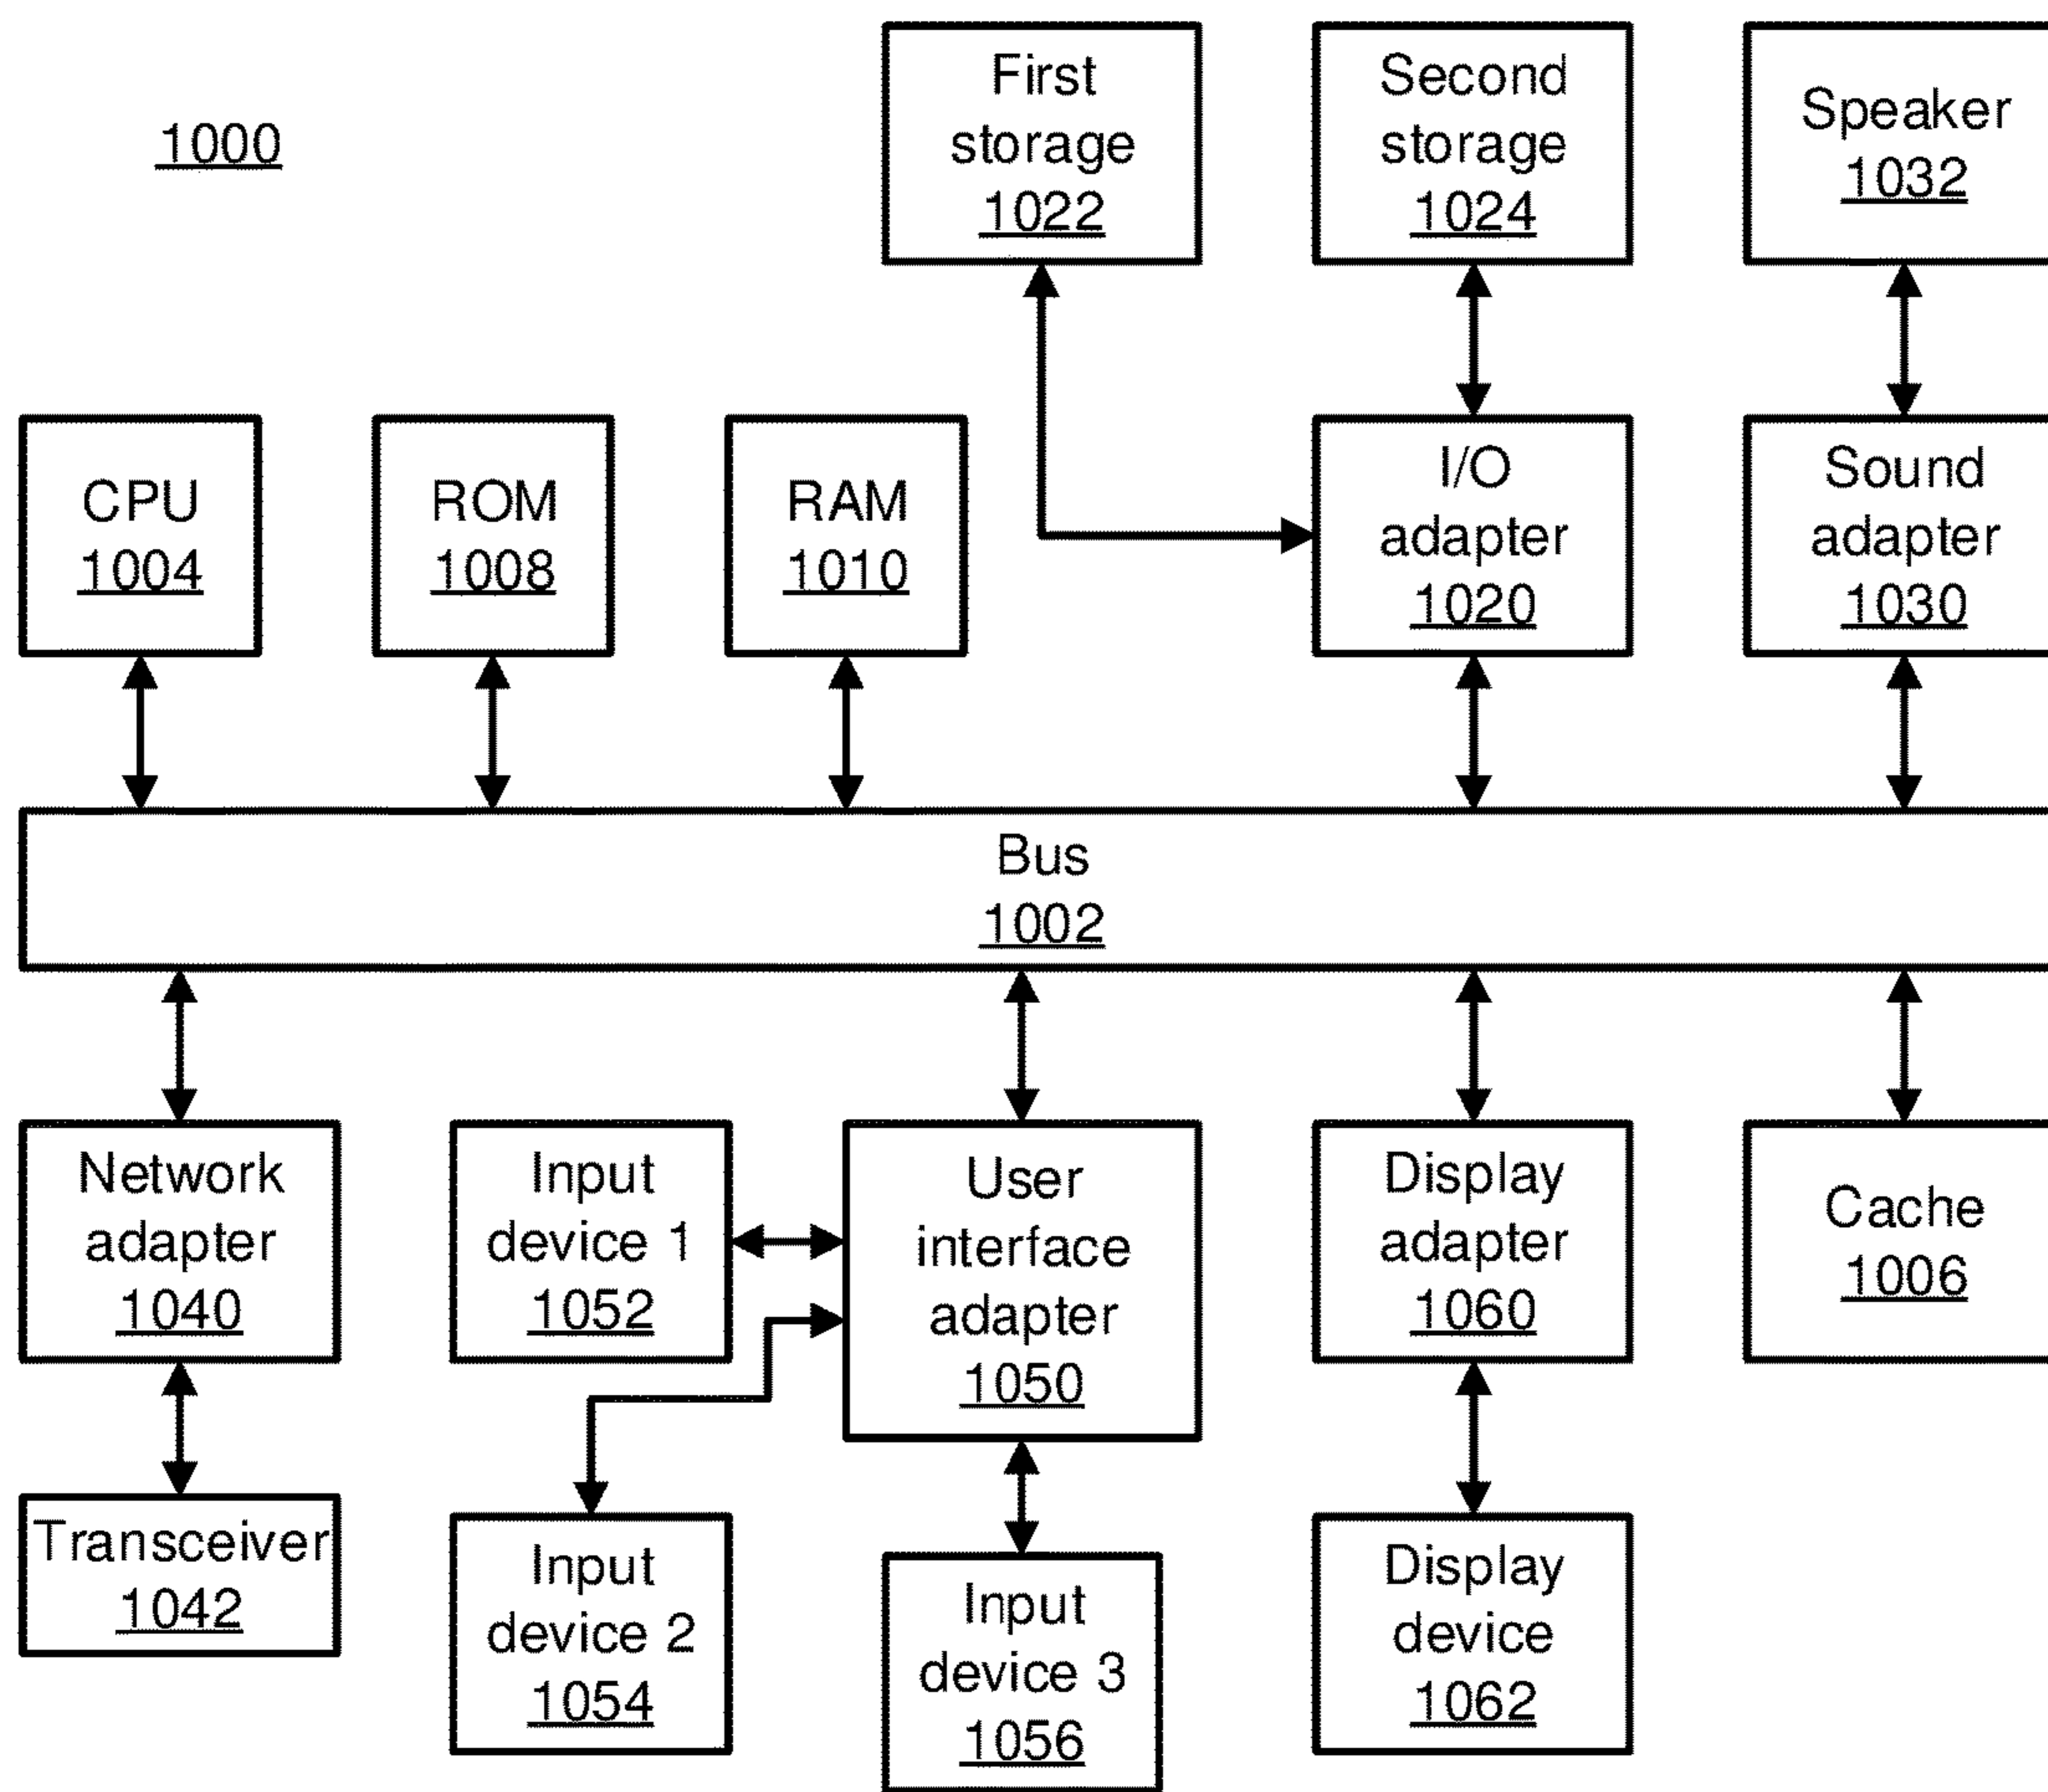 1000
First
storage
1022
Second
storage
1024
Speaker
1032
CPU
1004
ROM
1008
RAM
1010
I/O
adapter
1020
Sound
adapter
1030
Bus
1002
Network
adapter
1040
Input
device 1
1052
User
interface
adapter
1050
Display
adapter
1060
Cache
1006
Transceiver
1042
Input
device 2
1054
Input
device 3
1056
Display
device
1062